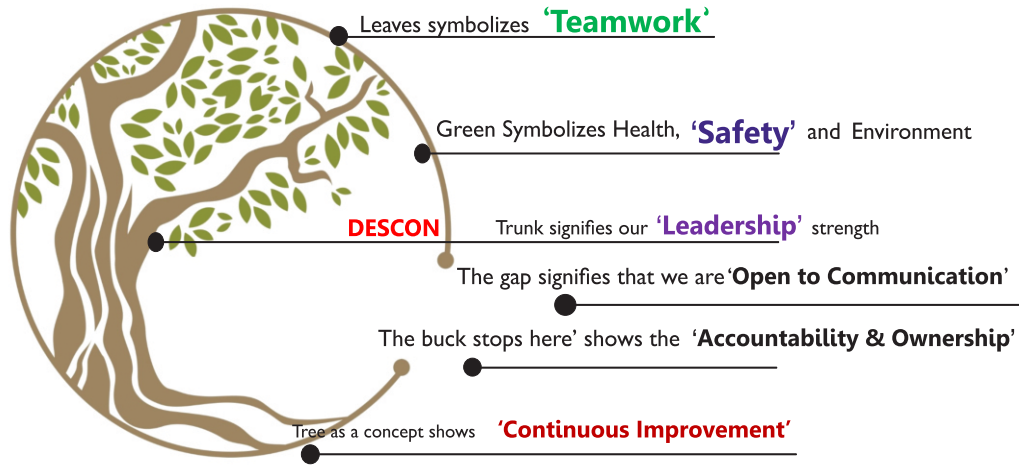 Leaves symbolizes ‘Teamwork’
Green Symbolizes Health, ‘Safety’ and Environment
DESCON Trunk signifies our ‘Leadership’ strength
The gap signifies that we are ‘Open to Communication’
The buck stops here’ shows the ‘Accountability & Ownership’
Tree as a concept shows ‘Continuous Improvement’